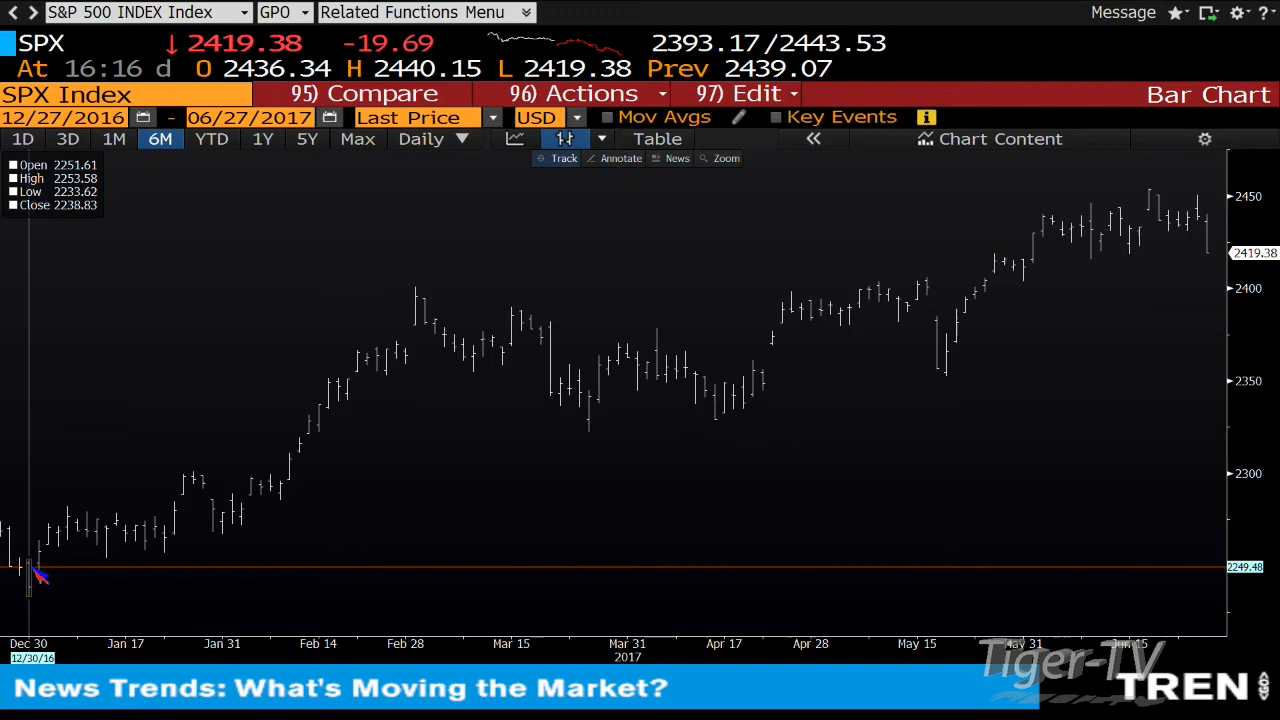 S&P 500 INDEX Index GPO Related Functions Menu Message ?
SPX 2419.38 -19.69 2393.17/2443.53
At 16:16 d O 2436.34 H 2440.15 L 2419.38 Prev 2439.07
SPX Index 95) Compare 96) Actions 97) Edit Bar Chart
12/27/2016 - 06/27/2017 Last Price USD Mov Avgs Key Events i
1D 3D 1M 6M YTD 1Y 5Y Max Daily Table Chart Content
Track Annotate News Zoom
Open 2251.61
High 2253.58
Low 2233.62
Close 2238.83
2450
2419.38
2400
2350
2300
2249.48
Dec 30 Jan 17 Jan 31 Feb 14 Feb 28 Mar 15 Mar 31 Apr 17 Apr 28 May 15 May 31 Jun 15
12/30/16 2017
Tiger-TV
News Trends: What's Moving the Market? TREN